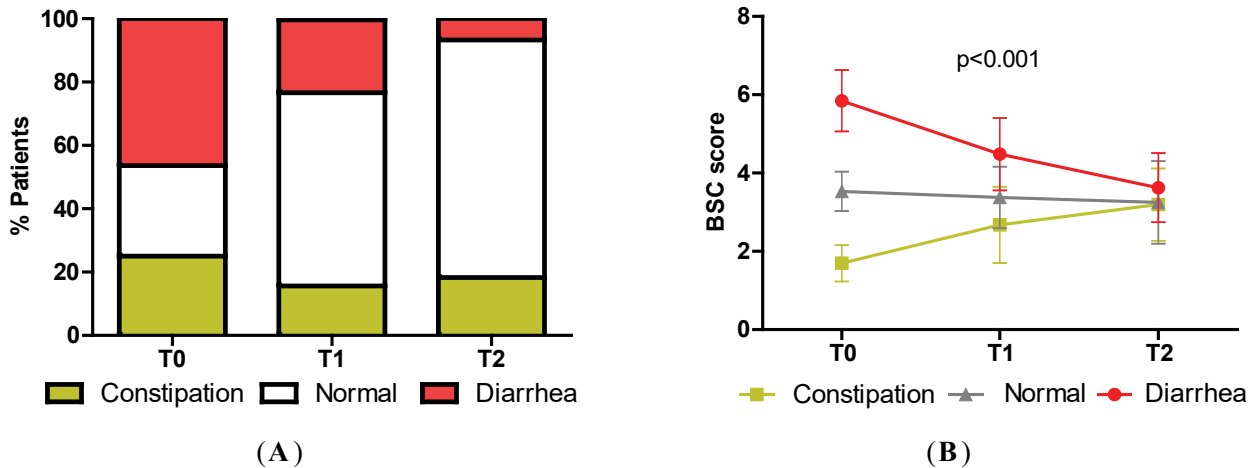 100
80
60
40
20
0
% Patients
T0 T1 T2
Constipation Normal Diarrhea
(A)
8
6
4
2
0
BSC score
p<0.001
T0 T1 T2
Constipation Normal Diarrhea
(B)